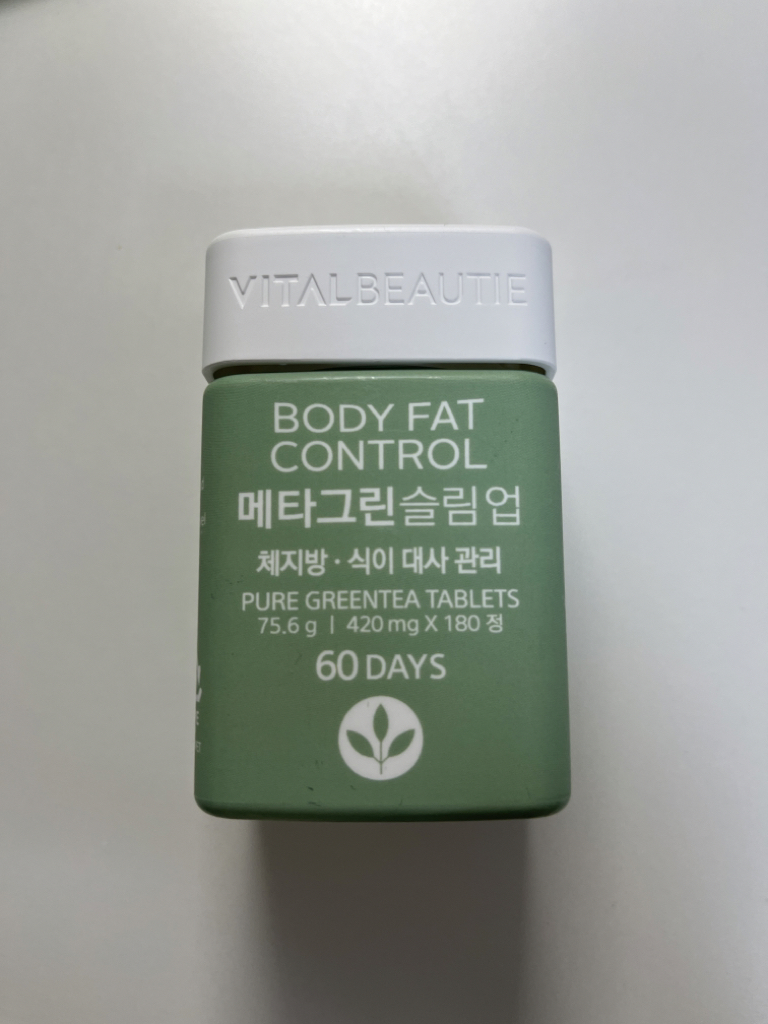 VITALBEAUTIE
BODY FAT
CONTROL
메타그린슬림업
체지방·식이 대사 관리
PURE GREENTEA TABLETS
75.6 g | 420 mg X 180 정
60 DAYS